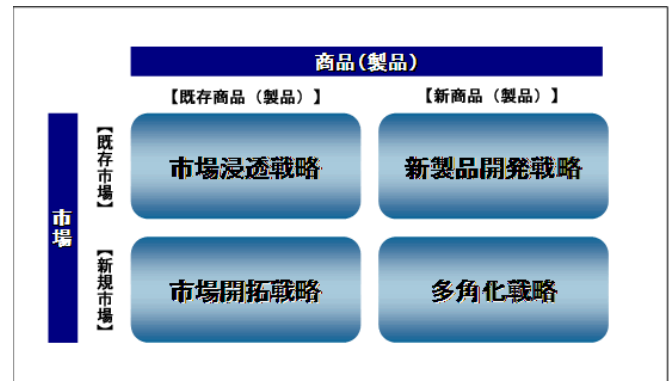 商品(製品)
【既存商品（製品）】
【新商品（製品）】
市場
【既存市場】
市場浸透戦略
新製品開発戦略
【新規市場】
市場開拓戦略
多角化戦略